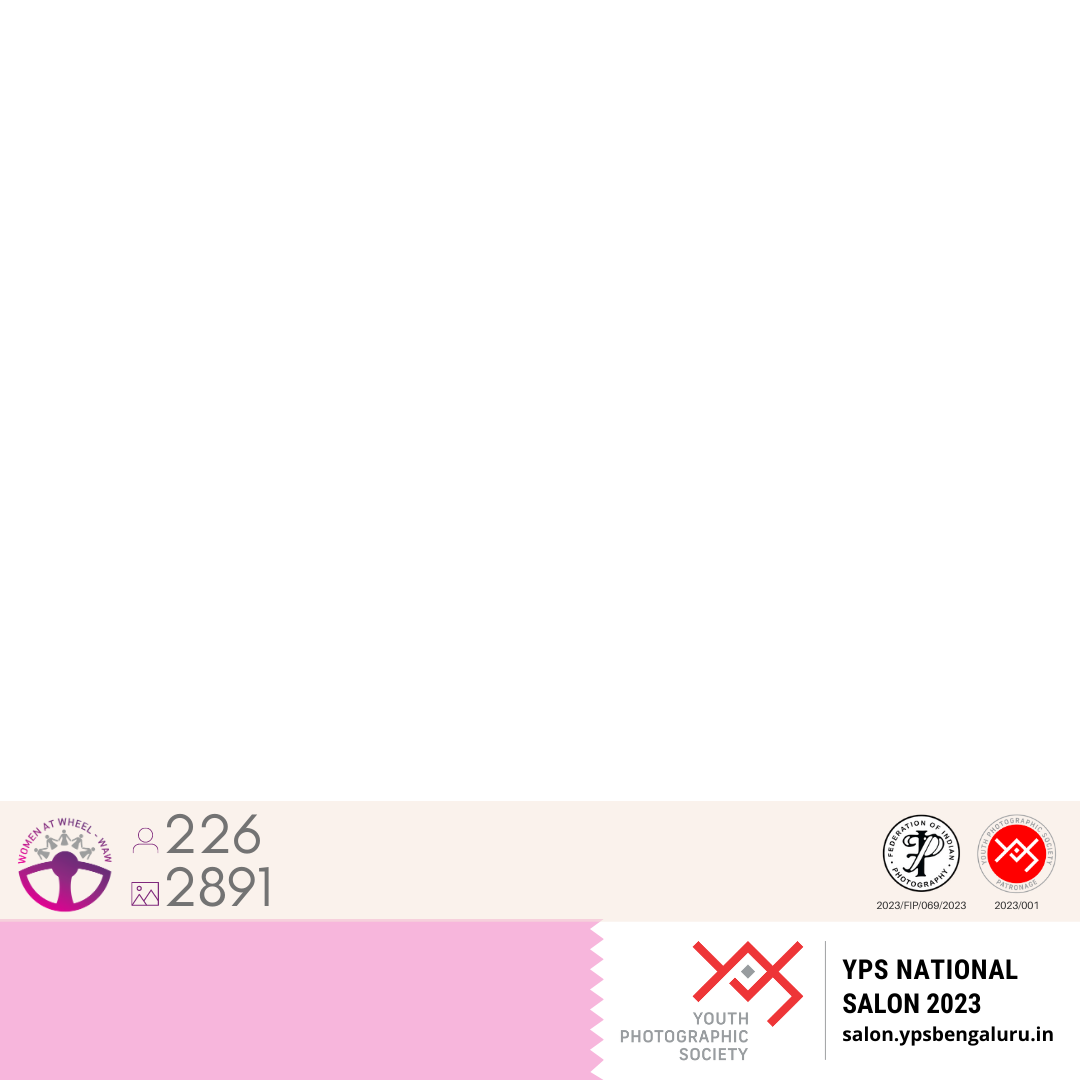 WOMEN AT WHEEL - WAW
226
2891
FEDERATION OF INDIAN
• PHOTOGRAPHY •
2023/FIP/069/2023
YOUTH PHOTOGRAPHIC SOCIETY
PATRONAGE
2023/001
YOUTH
PHOTOGRAPHIC
SOCIETY
YPS NATIONAL
SALON 2023
salon.ypsbengaluru.in